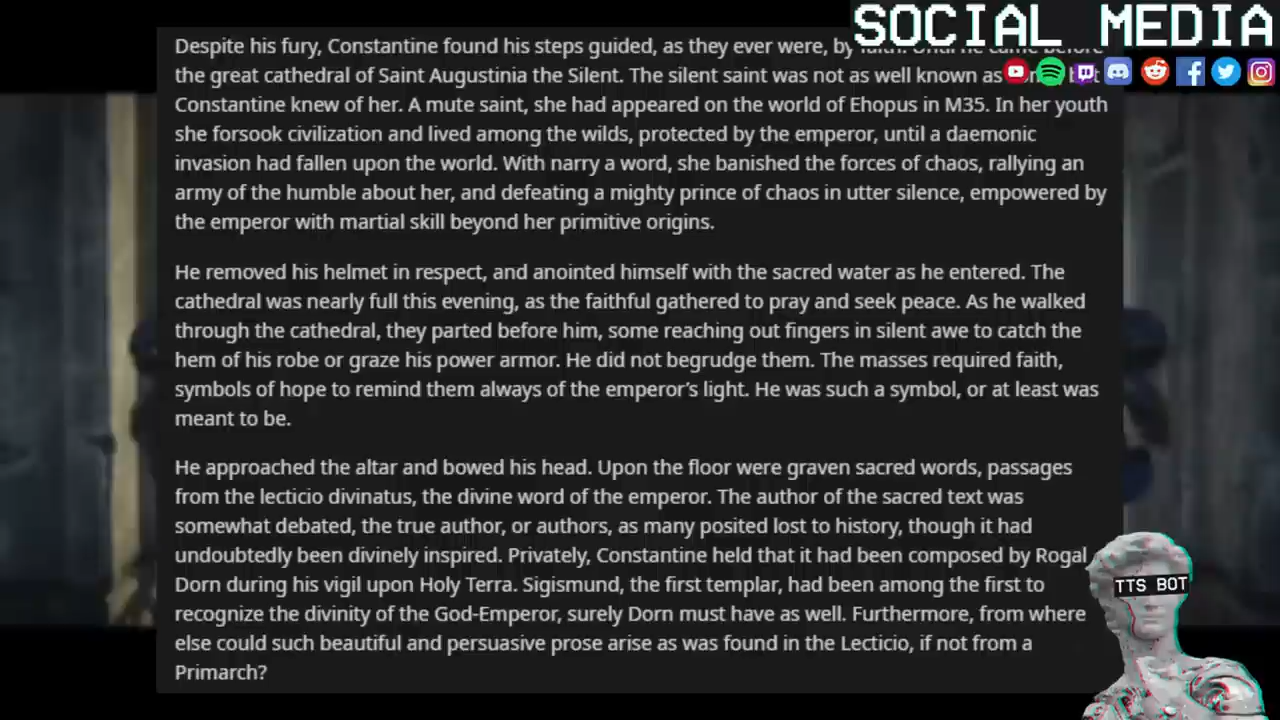 SOCIAL MEDIA
Despite his fury, Constantine found his steps guided, as they ever were, by faith. Until he came before
the great cathedral of Saint Augustinia the Silent. The silent saint was not as well known as
Constantine knew of her. A mute saint, she had appeared on the world of Ehopus in M35. In her youth
she forsook civilization and lived among the wilds, protected by the emperor, until a daemonic
invasion had fallen upon the world. With narry a word, she banished the forces of chaos, rallying an
army of the humble about her, and defeating a mighty prince of chaos in utter silence, empowered by
the emperor with martial skill beyond her primitive origins.
He removed his helmet in respect, and anointed himself with the sacred water as he entered. The
cathedral was nearly full this evening, as the faithful gathered to pray and seek peace. As he walked
through the cathedral, they parted before him, some reaching out fingers in silent awe to catch the
hem of his robe or graze his power armor. He did not begrudge them. The masses required faith,
symbols of hope to remind them always of the emperor's light. He was such a symbol, or at least was
meant to be.
He approached the altar and bowed his head. Upon the floor were graven sacred words, passages
from the lecticio divinatus, the divine word of the emperor. The author of the sacred text was
somewhat debated, the true author, or authors, as many posited lost to history, though it had
undoubtedly been divinely inspired. Privately, Constantine held that it had been composed by Rogal
Dorn during his vigil upon Holy Terra. Sigismund, the first templar, had been among the first to
recognize the divinity of the God-Emperor, surely Dorn must have as well. Furthermore, from where
else could such beautiful and persuasive prose arise as was found in the Lecticio, if not from a
Primarch?
TTS BOT